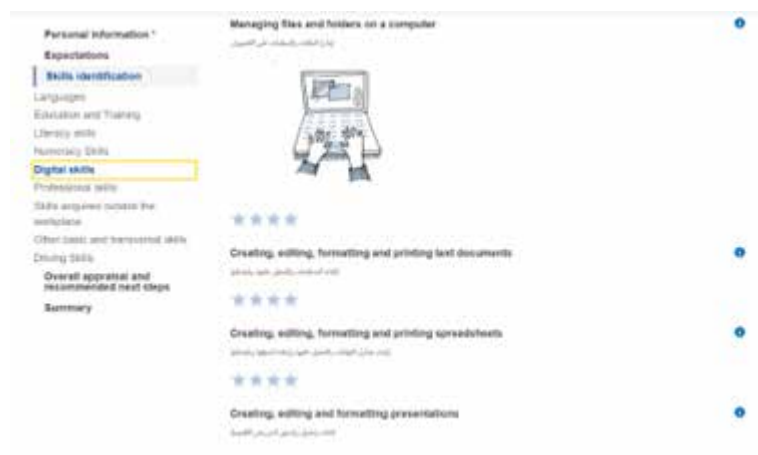 Personal information *
Expectations
Skills identification
Languages
Education and Training
Literacy skills
Numeracy Skills
Digital skills
Professional skills
Skills acquired outside the
workplace
Other basic and transversal skills
Driving Skills
Overall appraisal and
recommended next steps
Summary
Managing files and folders on a computer
Creating, editing, formatting and printing text documents
Creating, editing, formatting and printing spreadsheets
Creating, editing and formatting presentations